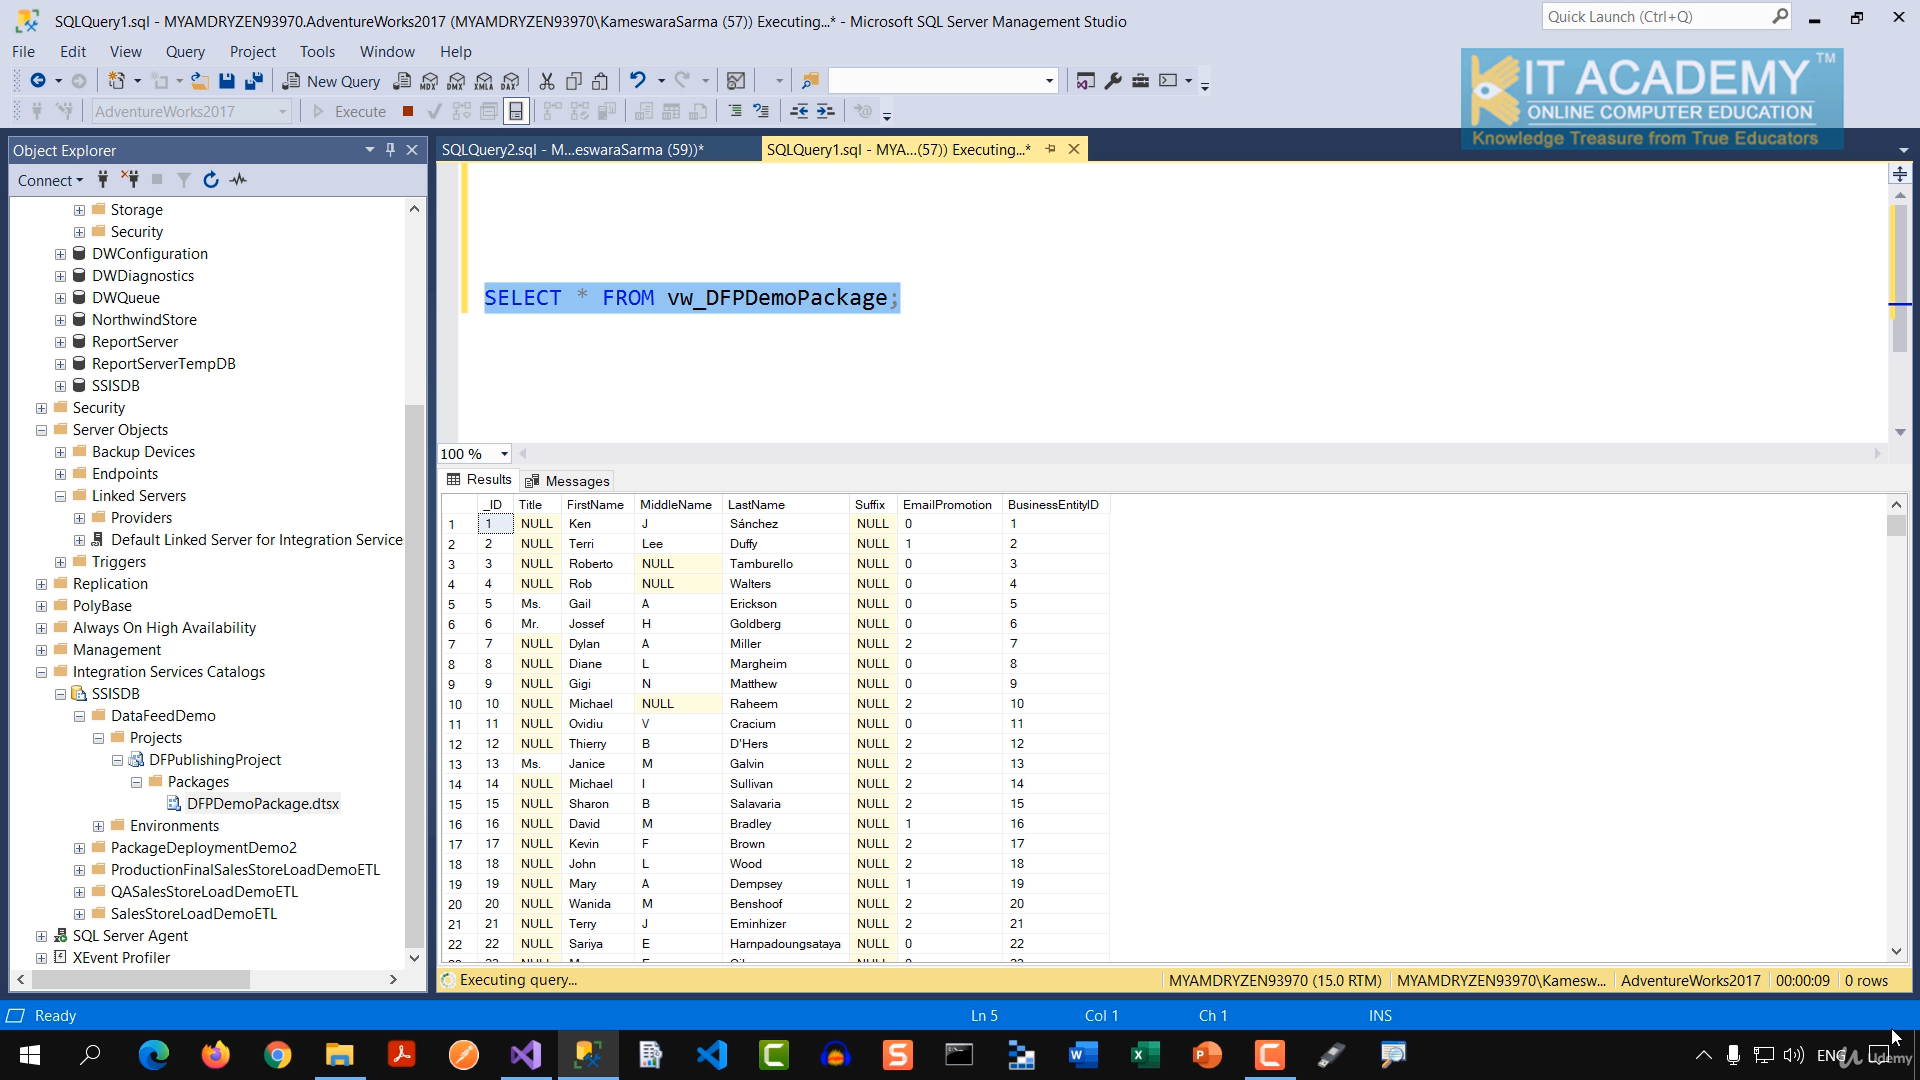 SQLQuery1.sql - MYAMDRYZEN93970.AdventureWorks2017 (MYAMDRYZEN93970\KameswaraSarma (57)) Executing...* - Microsoft SQL Server Management Studio
Quick Launch (Ctrl+Q)
File Edit View Query Project Tools Window Help
New Query
MDX DMX XMLA DAX
AdventureWorks2017
Execute
IT ACADEMY TM
ONLINE COMPUTER EDUCATION
Knowledge Treasure from True Educators
Object Explorer
SQLQuery2.sql - M...eswaraSarma (59))*
SQLQuery1.sql - MYA...(57)) Executing...*
Connect
Storage
Security
DWConfiguration
DWDiagnostics
DWQueue
NorthwindStore
ReportServer
ReportServerTempDB
SSISDB
Security
Server Objects
Backup Devices
Endpoints
Linked Servers
Providers
Default Linked Server for Integration Service
Triggers
Replication
PolyBase
Always On High Availability
Management
Integration Services Catalogs
SSISDB
DataFeedDemo
Projects
DFPublishingProject
Packages
DFPDemoPackage.dtsx
Environments
PackageDeploymentDemo2
ProductionFinalSalesStoreLoadDemoETL
QASalesStoreLoadDemoETL
SalesStoreLoadDemoETL
SQL Server Agent
XEvent Profiler
SELECT * FROM vw_DFPDemoPackage;
100 %
Results Messages
_ID Title FirstName MiddleName LastName Suffix EmailPromotion BusinessEntityID
1 1 NULL Ken J Sánchez NULL 0 1
2 2 NULL Terri Lee Duffy NULL 1 2
3 3 NULL Roberto NULL Tamburello NULL 0 3
4 4 NULL Rob NULL Walters NULL 0 4
5 5 Ms. Gail A Erickson NULL 0 5
6 6 Mr. Jossef H Goldberg NULL 0 6
7 7 NULL Dylan A Miller NULL 2 7
8 8 NULL Diane L Margheim NULL 0 8
9 9 NULL Gigi N Matthew NULL 0 9
10 10 NULL Michael NULL Raheem NULL 2 10
11 11 NULL Ovidiu V Cracium NULL 0 11
12 12 NULL Thierry B D'Hers NULL 2 12
13 13 Ms. Janice M Galvin NULL 2 13
14 14 NULL Michael I Sullivan NULL 2 14
15 15 NULL Sharon B Salavaria NULL 2 15
16 16 NULL David M Bradley NULL 1 16
17 17 NULL Kevin F Brown NULL 2 17
18 18 NULL John L Wood NULL 2 18
19 19 NULL Mary A Dempsey NULL 1 19
20 20 NULL Wanida M Benshoof NULL 2 20
21 21 NULL Terry J Eminhizer NULL 2 21
22 22 NULL Sariya E Harnpadoungsataya NULL 0 22
Executing query...
MYAMDRYZEN93970 (15.0 RTM) MYAMDRYZEN93970\Kamesw... AdventureWorks2017 00:00:09 0 rows
Ready Ln 5 Col 1 Ch 1 INS
ENG
Udemy